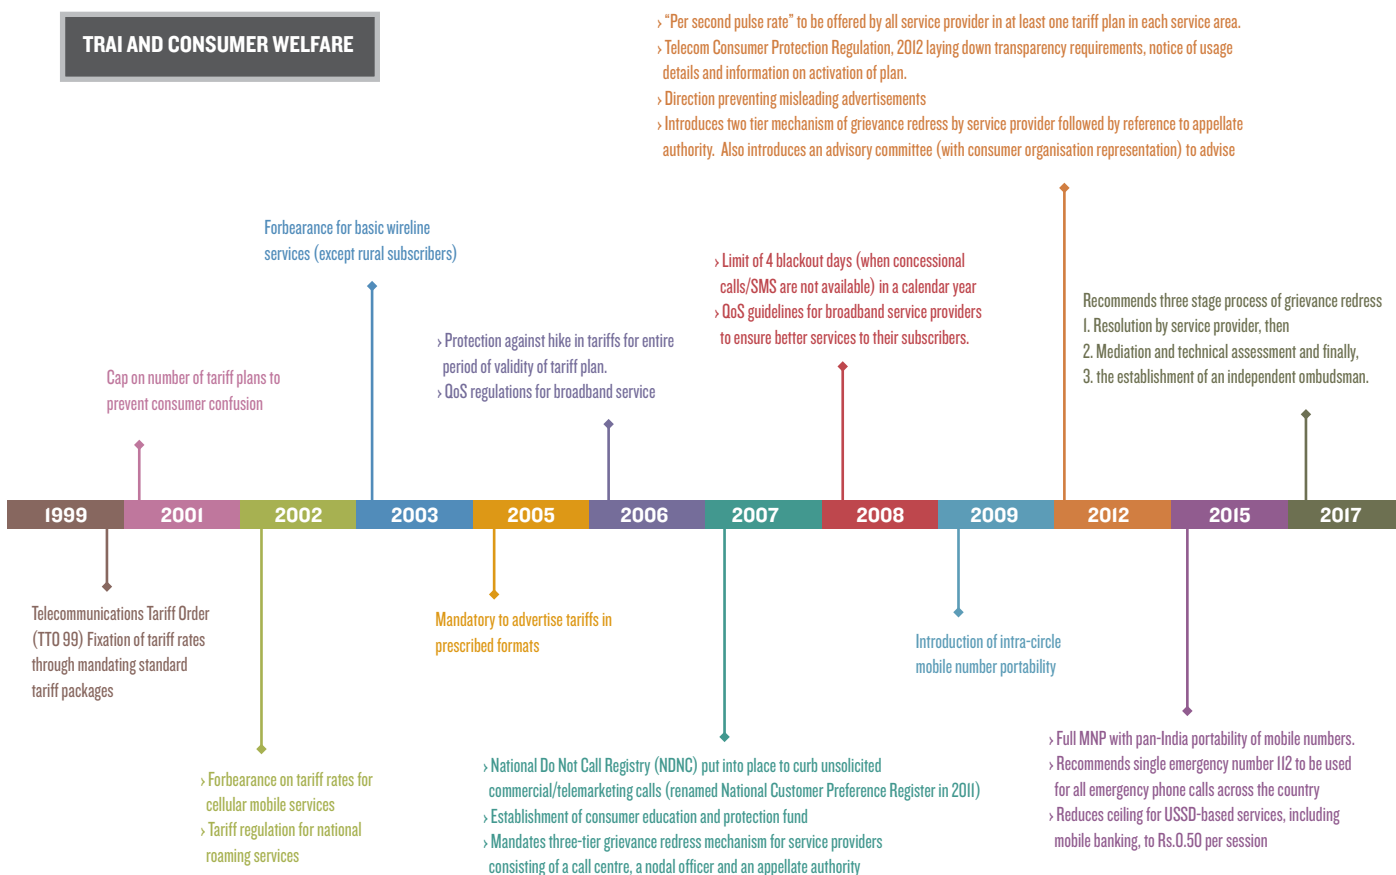 TRAI AND CONSUMER WELFARE
› “Per second pulse rate” to be offered by all service provider in at least one tariff plan in each service area.
› Telecom Consumer Protection Regulation, 2012 laying down transparency requirements, notice of usage
details and information on activation of plan.
› Direction preventing misleading advertisements
› Introduces two tier mechanism of grievance redress by service provider followed by reference to appellate
authority. Also introduces an advisory committee (with consumer organisation representation) to advise
Forbearance for basic wireline
services (except rural subscribers)
› Limit of 4 blackout days (when concessional
calls/SMS are not available) in a calendar year
› QoS guidelines for broadband service providers
to ensure better services to their subscribers.
Recommends three stage process of grievance redress
1. Resolution by service provider, then
2. Mediation and technical assessment and finally,
3. the establishment of an independent ombudsman.
› Protection against hike in tariffs for entire
period of validity of tariff plan.
› QoS regulations for broadband service
Cap on number of tariff plans to
prevent consumer confusion
1999 2001 2002 2003 2005 2006 2007 2008 2009 2012 2015 2017
Telecommunications Tariff Order
(TTO 99) Fixation of tariff rates
through mandating standard
tariff packages
Mandatory to advertise tariffs in
prescribed formats
Introduction of intra-circle
mobile number portability
› Forbearance on tariff rates for
cellular mobile services
› Tariff regulation for national
roaming services
› National Do Not Call Registry (NDNC) put into place to curb unsolicited
commercial/telemarketing calls (renamed National Customer Preference Register in 2011)
› Establishment of consumer education and protection fund
› Mandates three-tier grievance redress mechanism for service providers
consisting of a call centre, a nodal officer and an appellate authority
› Full MNP with pan-India portability of mobile numbers.
› Recommends single emergency number 112 to be used
for all emergency phone calls across the country
› Reduces ceiling for USSD-based services, including
mobile banking, to Rs.0.50 per session